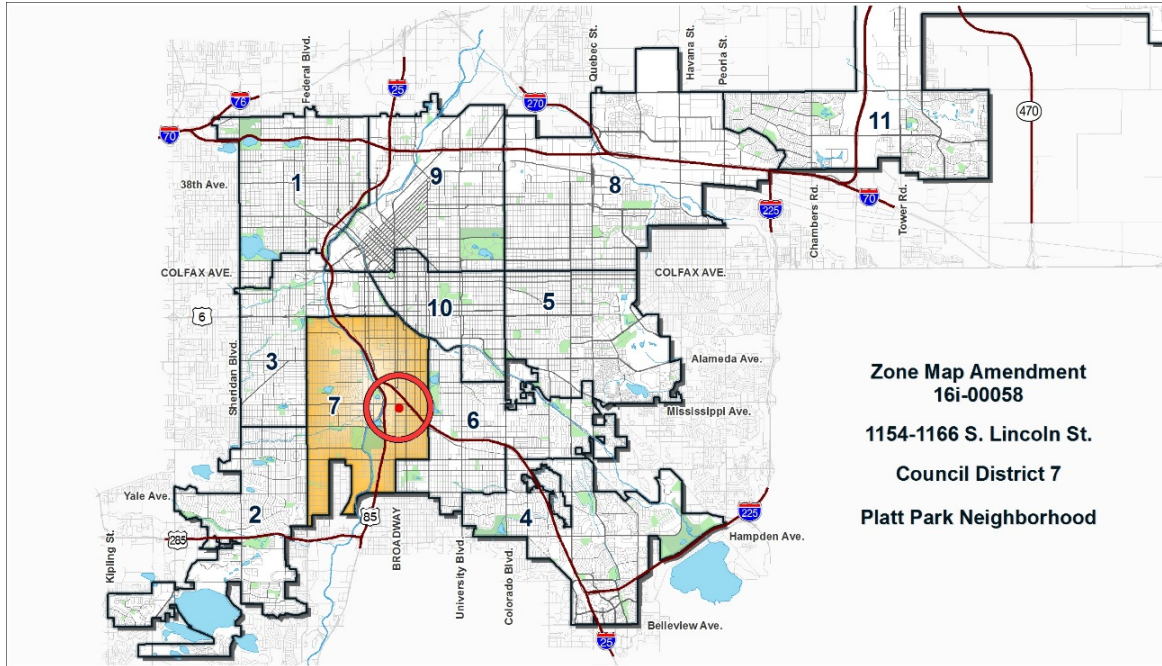 Federal Blvd.
Quebec St.
Havana St.
Peoria St.
76
25
270
70
470
11
38th Ave.
1
9
8
225
70
Chambers Rd.
Tower Rd.
COLFAX AVE.
COLFAX AVE.
6
10
5
3
Sheridan Blvd.
Alameda Ave.
7
6
Mississippi Ave.
Zone Map Amendment
16i-00058
1154-1166 S. Lincoln St.
Council District 7
Platt Park Neighborhood
Yale Ave.
2
85
4
225
285
BROADWAY
Hampden Ave.
Kipling St.
University Blvd.
Colorado Blvd.
Belleview Ave.
25